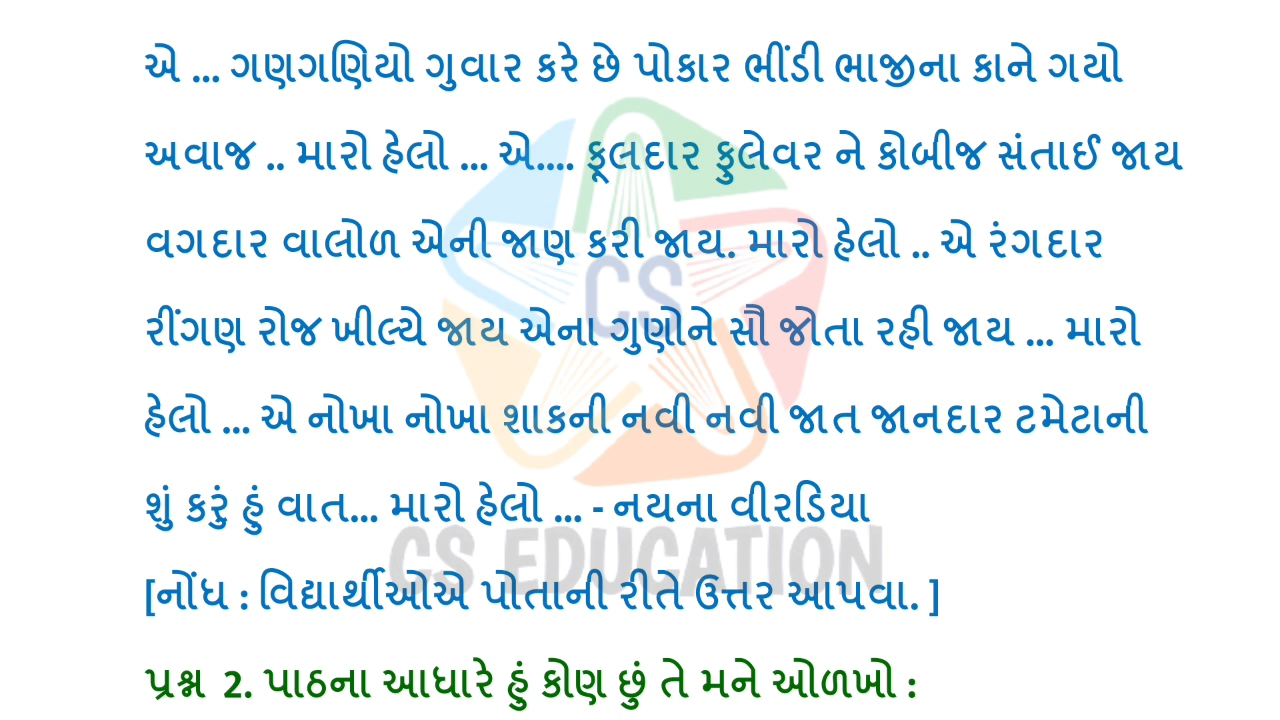 એ ... ગણગણિયો ગુવાર કરે છે પોકાર ભીંડી ભાજીના કાને ગયો
અવાજ .. મારો હેલો ... એ.... ફૂલદાર ફુલેવર ને કોબીજ સંતાઈ જાય
વગદાર વાલોળ એની જાણ કરી જાય. મારો હેલો .. એ રંગદાર
રીંગણ રોજ ખીલ્યે જાય એના ગુણોને સૌ જોતા રહી જાય ... મારો
હેલો ... એ નોખા નોખા શાકની નવી નવી જાત જાનદાર ટમેટાની
શું કરું હું વાત... મારો હેલો ... - નયના વીરડિયા
[નોંધ : વિદ્યાર્થીઓએ પોતાની રીતે ઉત્તર આપવા. ]
પ્રશ્ન 2. પાઠના આધારે હું કોણ છું તે મને ઓળખો :
CS
CS EDUCATION